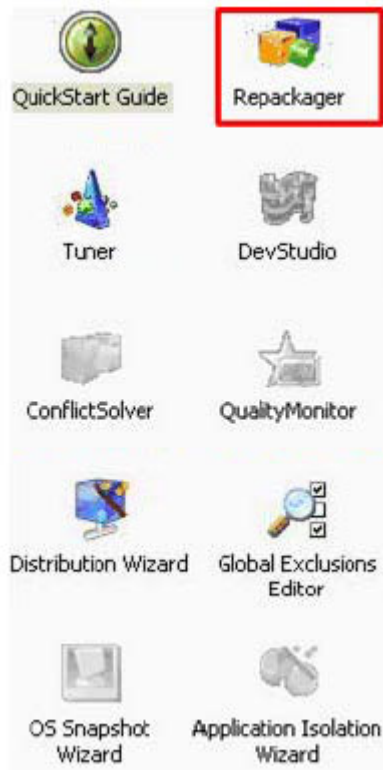 QuickStart Guide
Repackager
Tuner
DevStudio
ConflictSolver
QualityMonitor
Distribution Wizard
Global Exclusions
Editor
OS Snapshot
Wizard
Application Isolation
Wizard